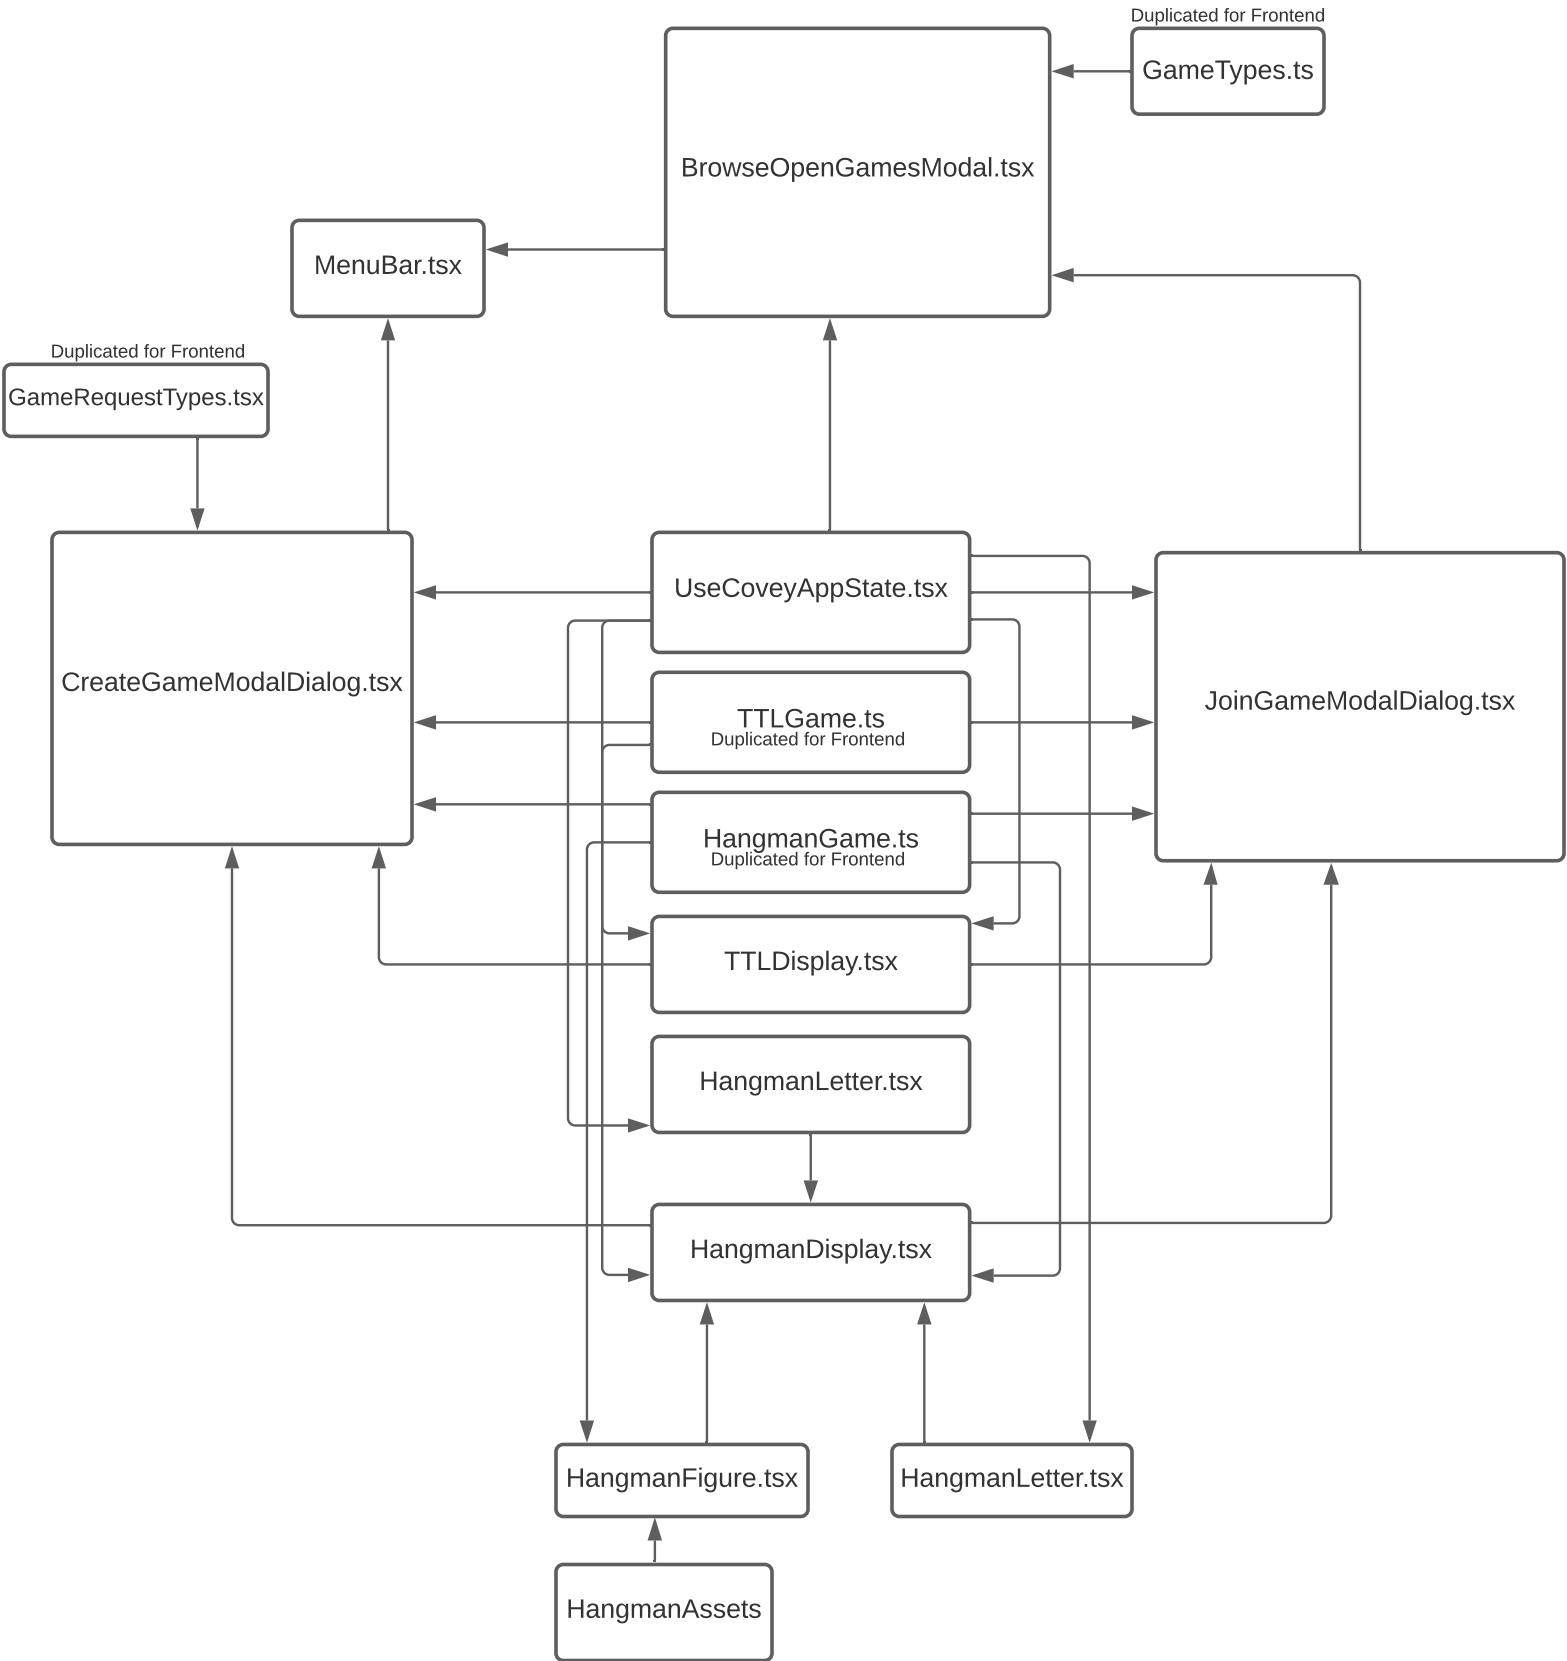 Duplicated for Frontend
GameTypes.ts
BrowseOpenGamesModal.tsx
MenuBar.tsx
Duplicated for Frontend
GameRequestTypes.tsx
UseCoveyAppState.tsx
CreateGameModalDialog.tsx
JoinGameModalDialog.tsx
TTLGame.ts
Duplicated for Frontend
HangmanGame.ts
Duplicated for Frontend
TTLDisplay.tsx
HangmanLetter.tsx
HangmanDisplay.tsx
HangmanFigure.tsx
HangmanLetter.tsx
HangmanAssets